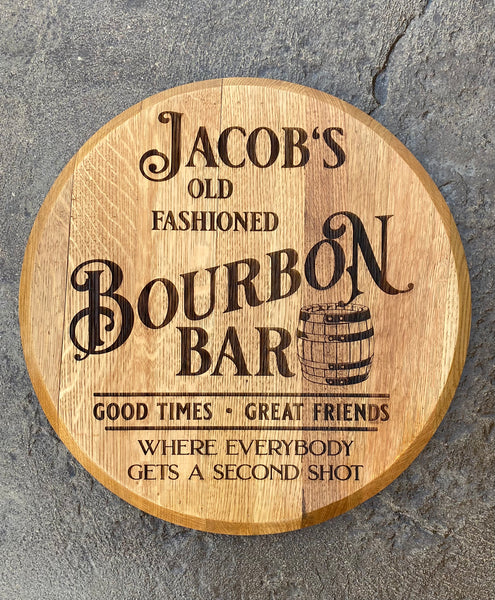 JACOB'S
OLD
FASHIONED
BOURBON
BAR
GOOD TIMES • GREAT FRIENDS
WHERE EVERYBODY
GETS A SECOND SHOT